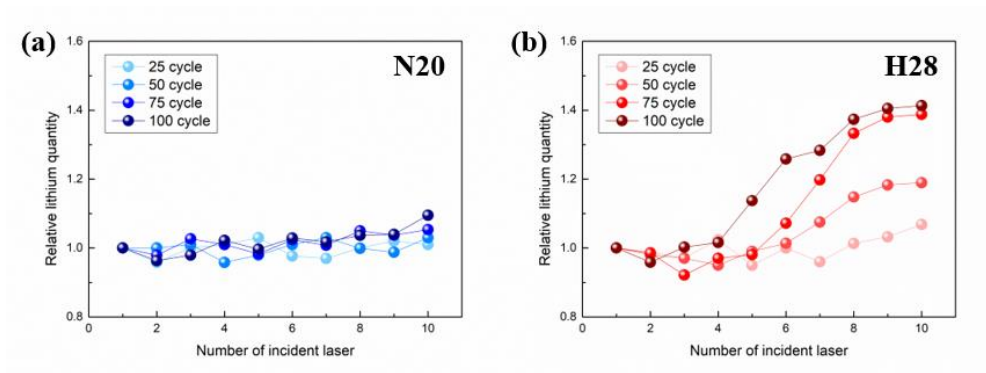 (a)
N20
25 cycle
50 cycle
75 cycle
100 cycle
Relative lithium quantity
1.6
1.4
1.2
1.0
0.8
0 2 4 6 8 10
Number of incident laser
(b)
H28
25 cycle
50 cycle
75 cycle
100 cycle
Relative lithium quantity
1.6
1.4
1.2
1.0
0.8
0 2 4 6 8 10
Number of incident laser